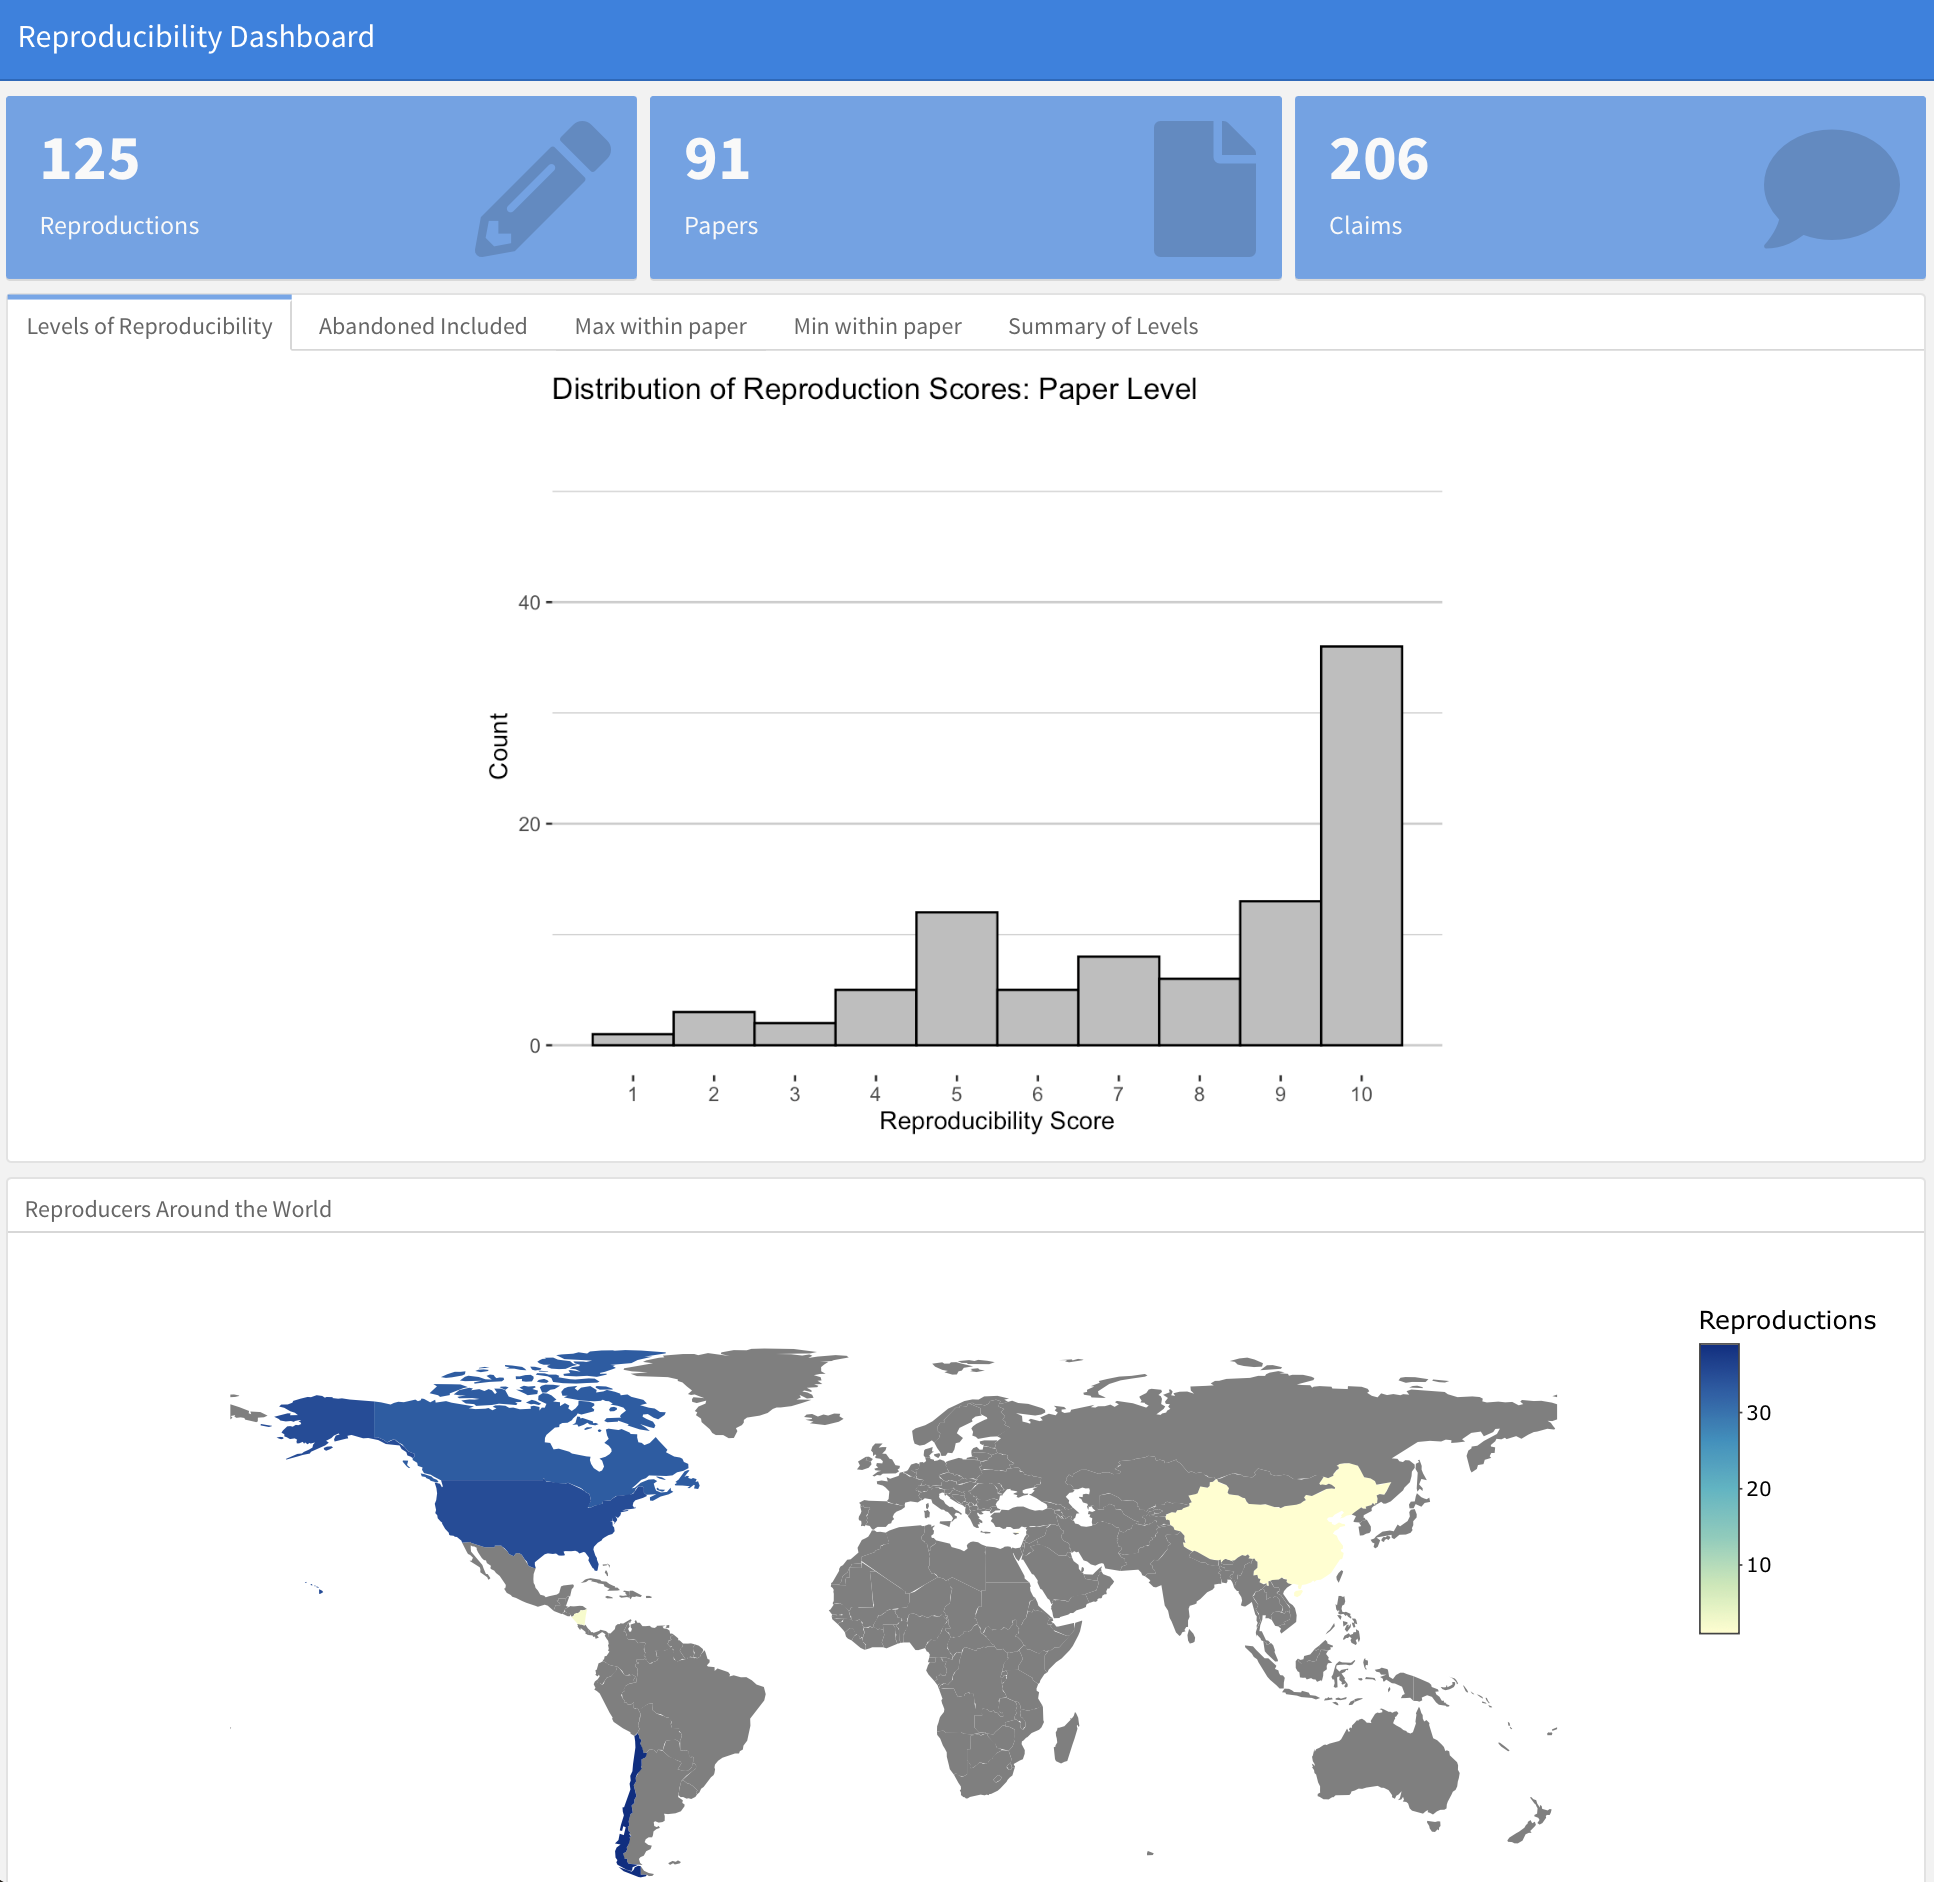 Reproducibility Dashboard
125
Reproductions
91
Papers
206
Claims
Levels of Reproducibility
Abandoned Included
Max within paper
Min within paper
Summary of Levels
Distribution of Reproduction Scores: Paper Level
Count
40
20
0
1 2 3 4 5 6 7 8 9 10
Reproducibility Score
Reproducers Around the World
Reproductions
30
20
10